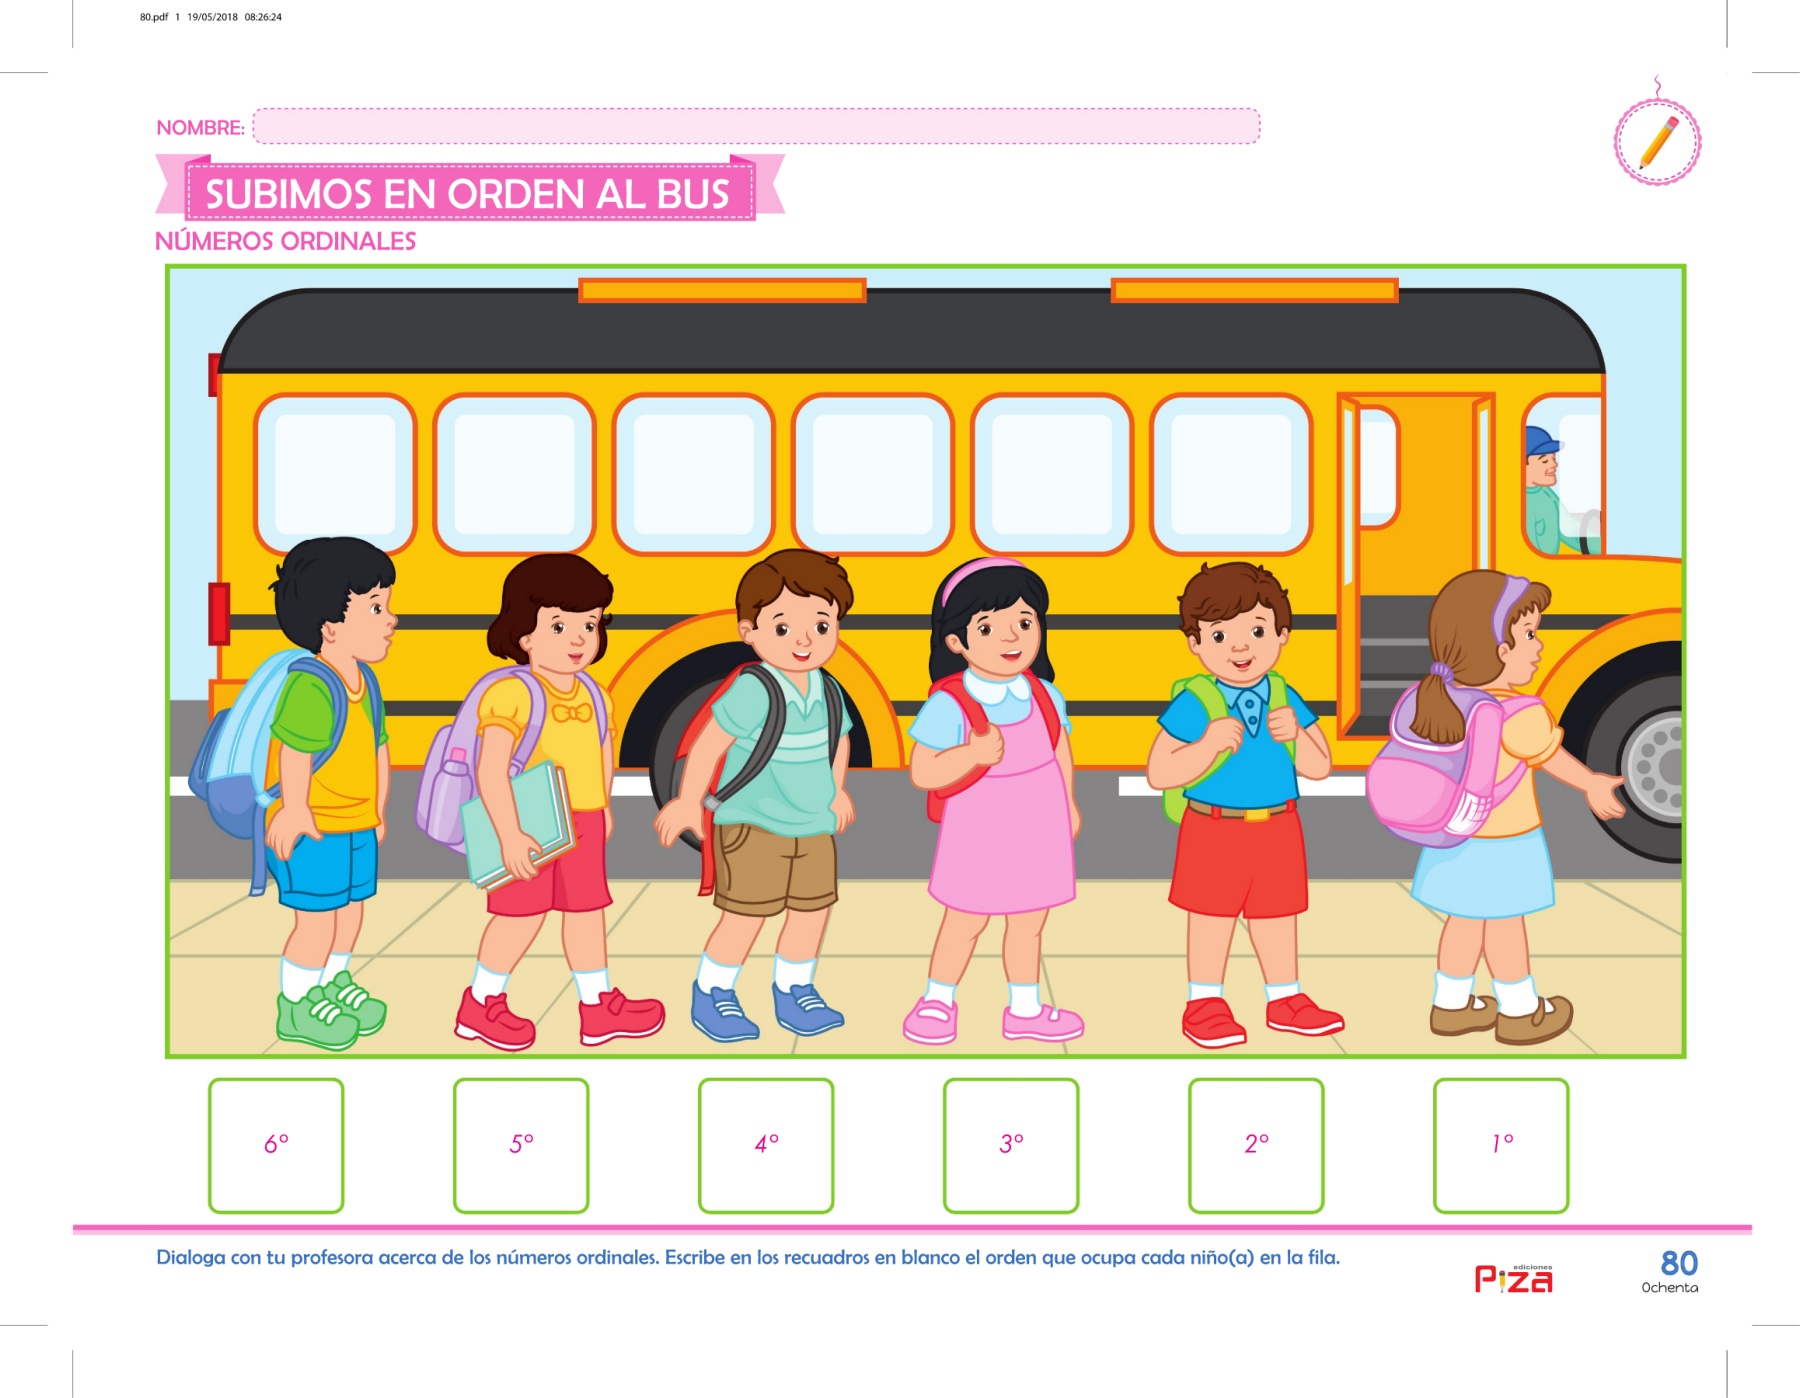 80.pdf 1 19/05/2018 08:26:24
NOMBRE:
SUBIMOS EN ORDEN AL BUS
NÚMEROS ORDINALES
6° 5° 4° 3° 2° 1°
Dialoga con tu profesora acerca de los números ordinales. Escribe en los recuadros en blanco el orden que ocupa cada niño(a) en la fila.
ediciones
Piza
80
Ochenta